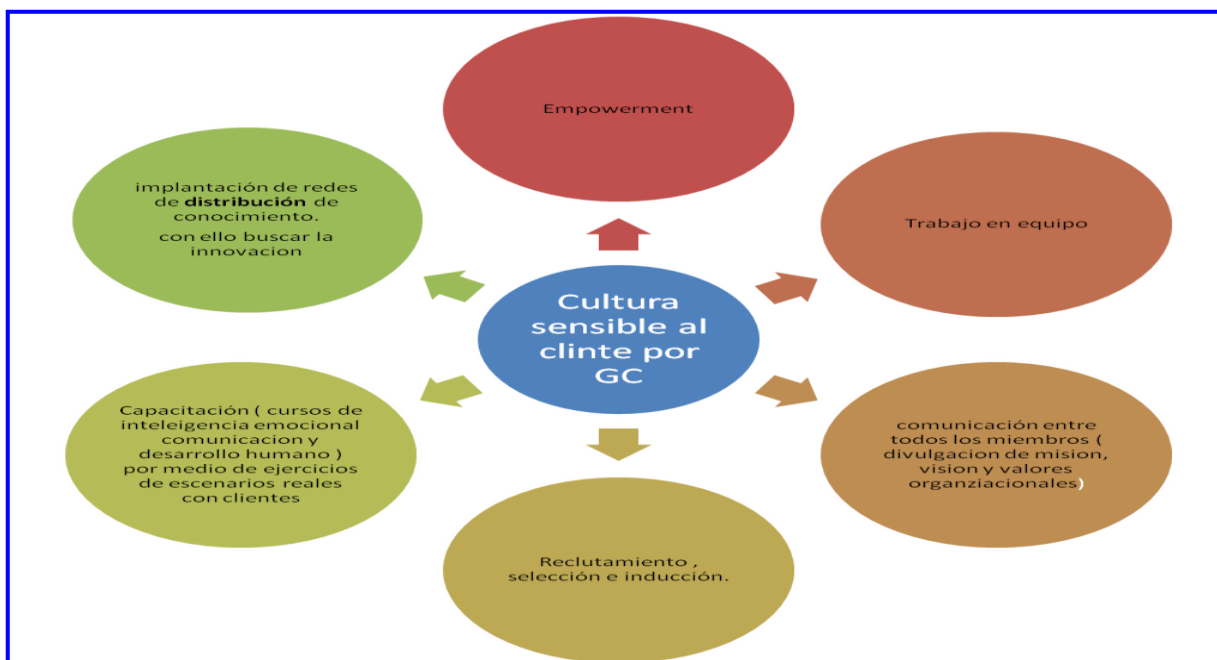 Empowerment
implantación de redes
de distribución de
conocimiento.
con ello buscar la
innovacion
Trabajo en equipo
Cultura
sensible al
clinte por
GC
Capacitación ( cursos de
inteleigencia emocional
comunicacion y
desarrollo humano )
por medio de ejercicios
de escenarios reales
con clientes
comunicación entre
todos los miembros (
divulgacion de mision,
vision y valores
organziacionales)
Reclutamiento ,
selección e inducción.